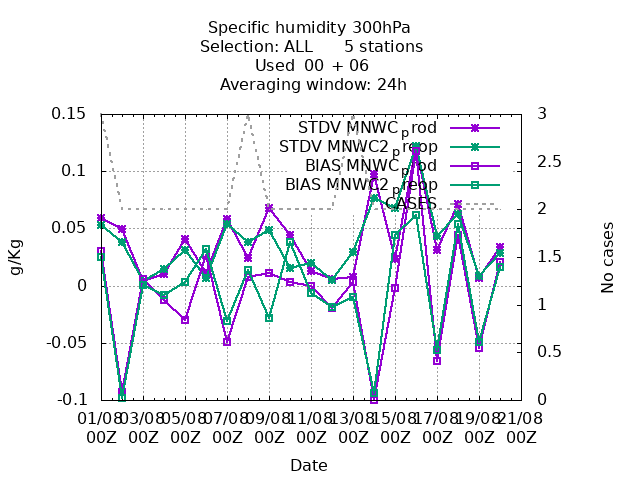 Specific humidity 300hPa
Selection: ALL      5 stations
Used  00 + 06
Averaging window: 24h
0.15
0.1
0.05
0
-0.05
-0.1
g/Kg
3
2.5
2
1.5
1
0.5
0
No cases
STDV MNWCprod
STDV MNWC2preop
BIAS MNWCprod
BIAS MNWC2preop
CASES
01/08 03/08 05/08 07/08 09/08 11/08 13/08 15/08 17/08 19/08 21/08
00Z 00Z 00Z 00Z 00Z 00Z 00Z 00Z 00Z 00Z 00Z
Date